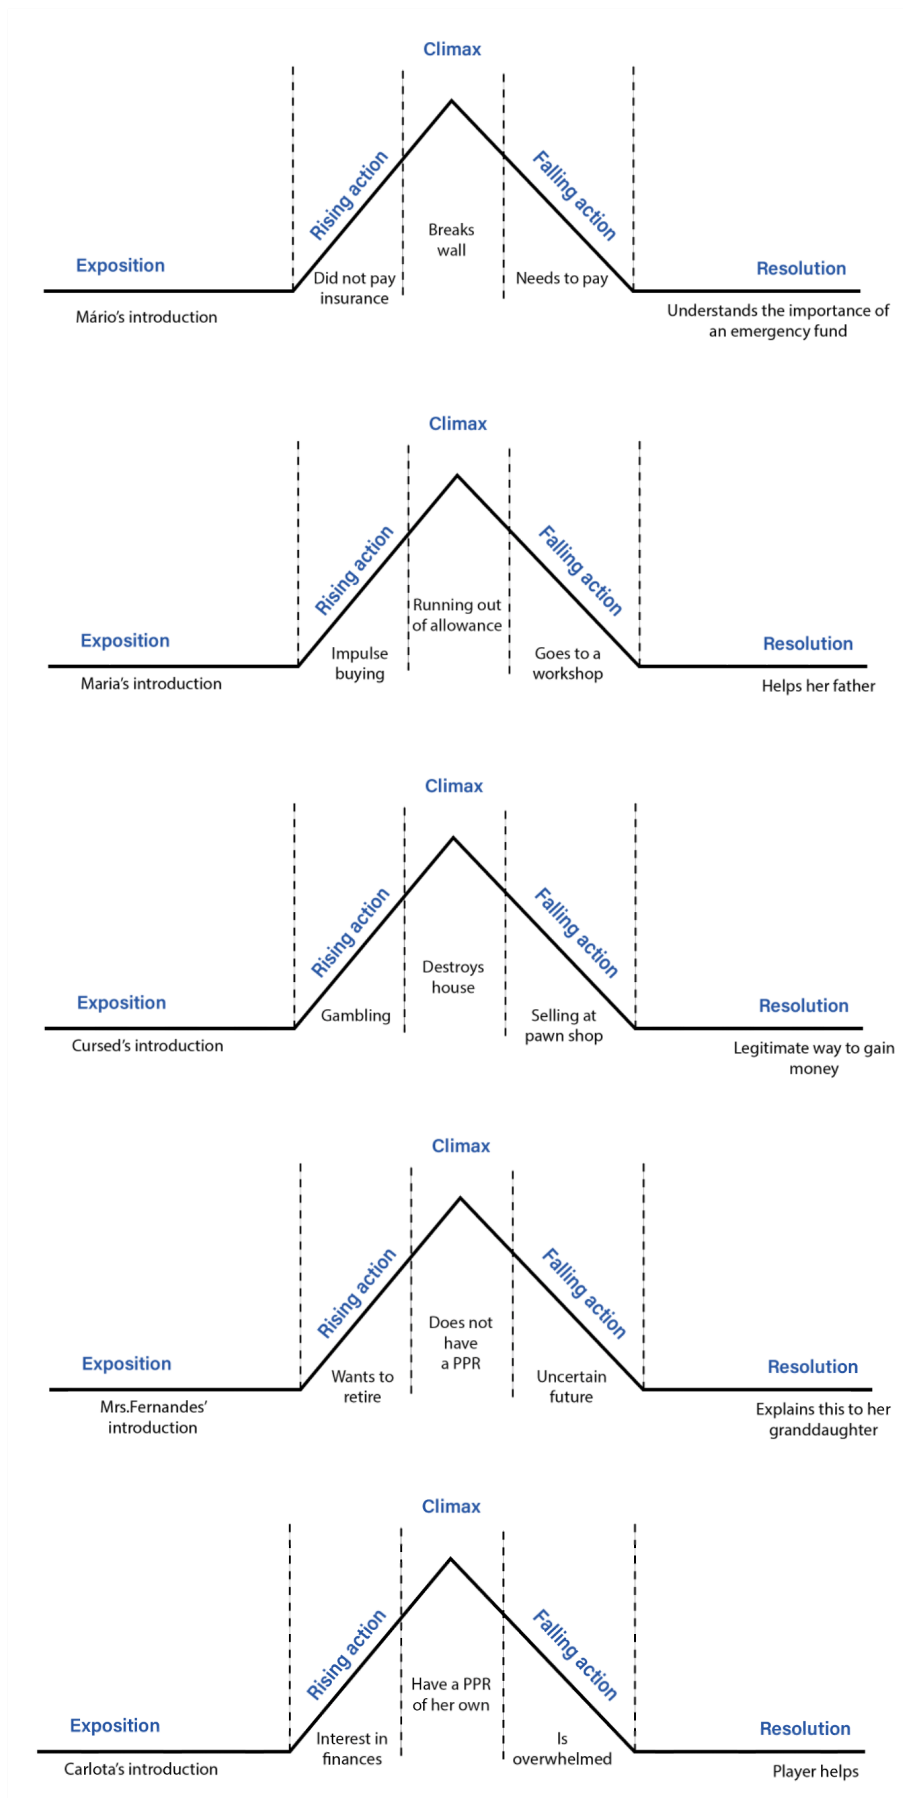 Climax
Rising action
Falling action
Breaks
wall
Exposition
Resolution
Did not pay
insurance
Needs to pay
Mário's introduction
Understands the importance of
an emergency fund
Climax
Rising action
Falling action
Running out
of allowance
Exposition
Resolution
Impulse
buying
Goes to a
workshop
Maria's introduction
Helps her father
Climax
Rising action
Falling action
Destroys
house
Exposition
Resolution
Gambling
Selling at
pawn shop
Cursed's introduction
Legitimate way to gain
money
Climax
Rising action
Falling action
Does not
have
a PPR
Exposition
Resolution
Wants to
retire
Uncertain
future
Mrs.Fernandes'
introduction
Explains this to her
granddaughter
Climax
Rising action
Falling action
Have a PPR
of her own
Exposition
Resolution
Interest in
finances
Is
overwhelmed
Carlota's introduction
Player helps